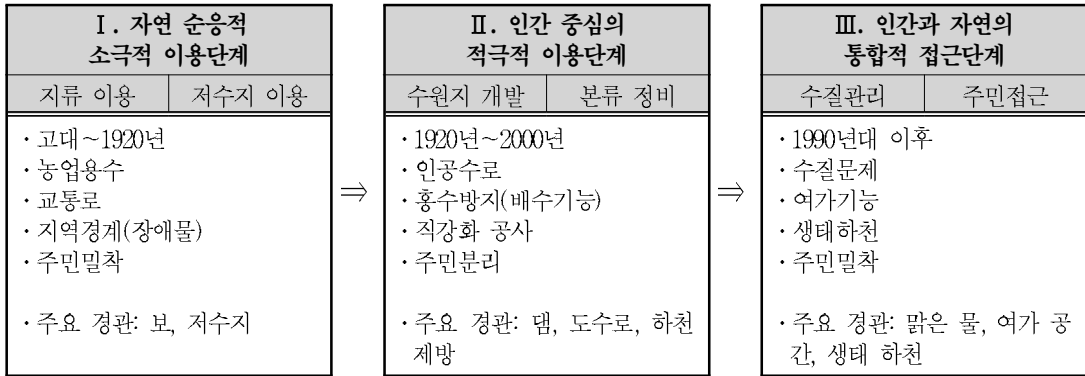 Ⅰ. 자연 순응적
소극적 이용단계
지류 이용
저수지 이용
· 고대~1920년
· 농업용수
· 교통로
· 지역경계(장애물)
· 주민밀착
· 주요 경관: 보, 저수지
⇒
Ⅱ. 인간 중심의
적극적 이용단계
수원지 개발
본류 정비
· 1920년~2000년
· 인공수로
· 홍수방지(배수기능)
· 직강화 공사
· 주민분리
· 주요 경관: 댐, 도수로, 하천
제방
⇒
Ⅲ. 인간과 자연의
통합적 접근단계
수질관리
주민접근
· 1990년대 이후
· 수질문제
· 여가기능
· 생태하천
· 주민밀착
· 주요 경관: 맑은 물, 여가 공
간, 생태 하천